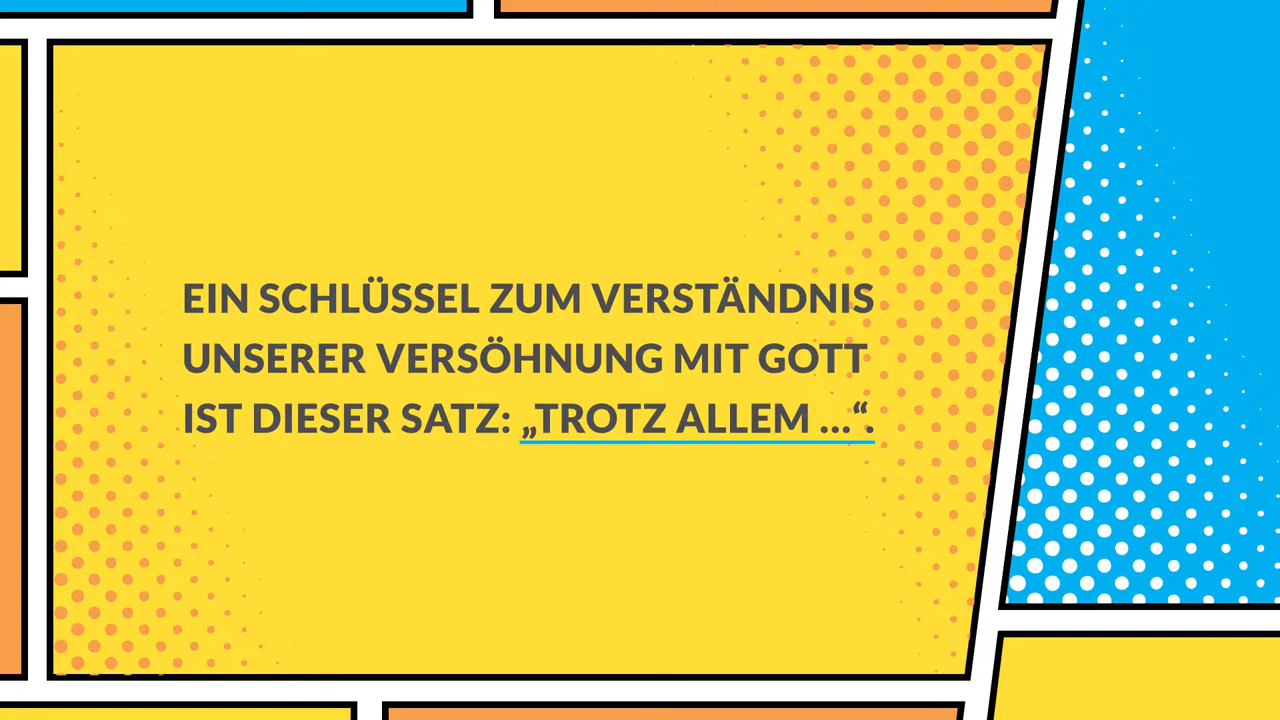 EIN SCHLÜSSEL ZUM VERSTÄNDNIS
UNSERER VERSÖHNUNG MIT GOTT
IST DIESER SATZ: „TROTZ ALLEM ...“.